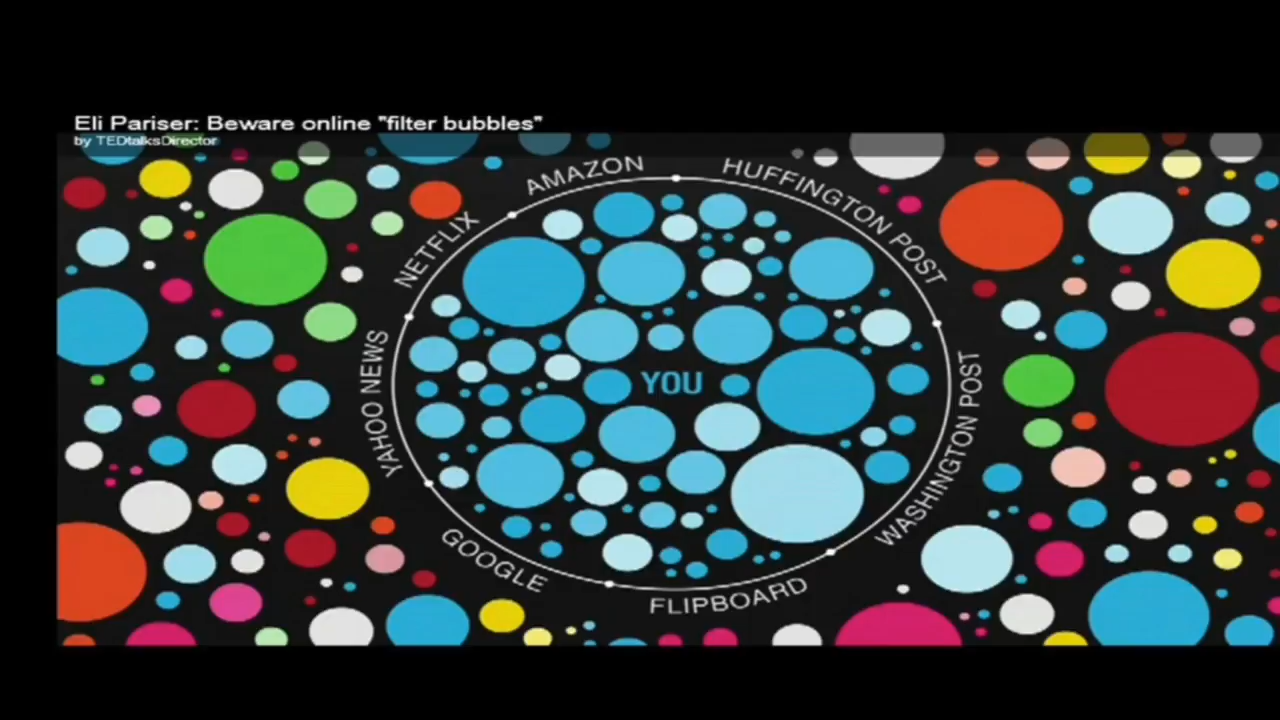 Eli Pariser: Beware online "filter bubbles"
by TEDtalksDirector
AMAZON
HUFFINGTON POST
NETFLIX
YAHOO NEWS
YOU
WASHINGTON POST
GOOGLE
FLIPBOARD